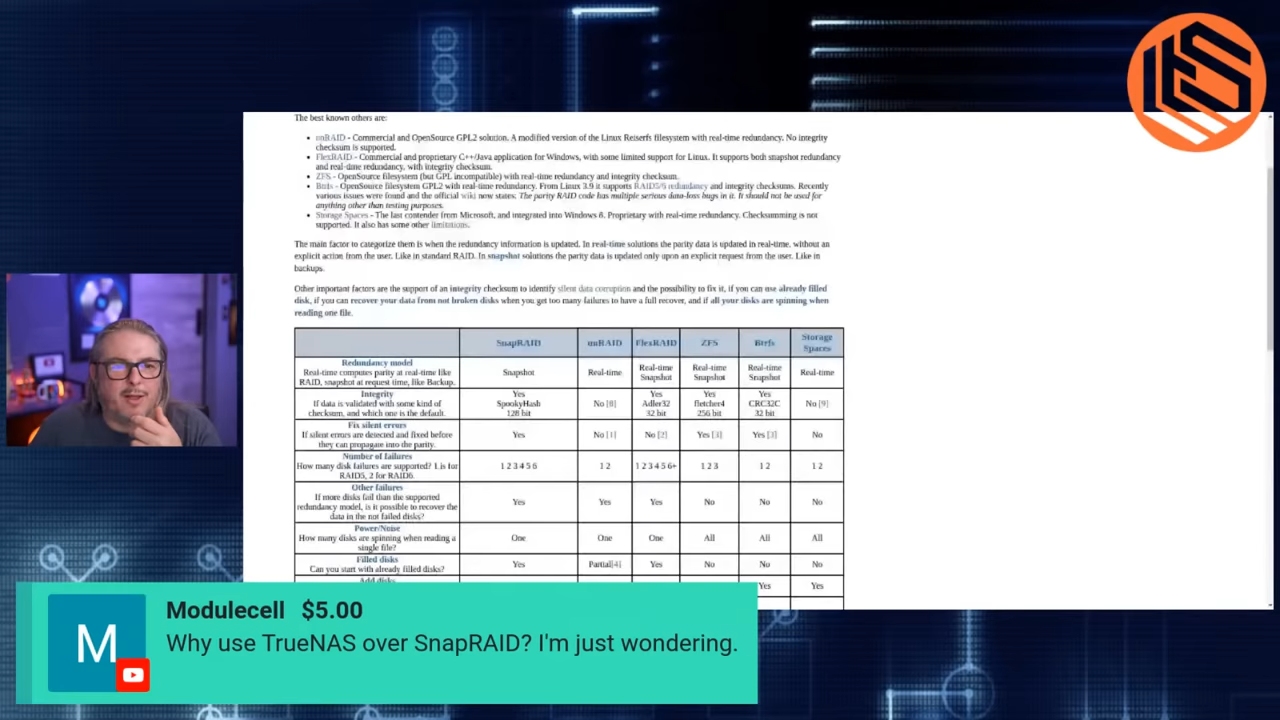 The best known others are:
unRAID - Commercial and OpenSource GPL2 solution. A modified version of the Linux Reiserfs filesystem with real-time redundancy. No integrity
checksum is supported.
FlexRAID - Commercial and proprietary C++/Java application for Windows, with some limited support for Linux. It supports both snapshot redundancy
and real-time redundancy, with integrity checksum.
ZFS - OpenSource (but GPL incompatible) with real-time redundancy and integrity checksum.
Btrfs - OpenSource filesystem GPL2 with real-time redundancy. From Linux 3.9 it supports RAID5/6 redundancy and integrity checksums. Recently
various issues were found and the official wiki now states. The parity RAID code has multiple serious data-loss bugs in it. It should not be used for
anything other than testing purposes.
Storage Spaces - The last contender from Microsoft, and integrated into Windows 8. Proprietary with real-time redundancy. Checksumming is not
supported. It also has some other limitations.
The main factor to categorize them is when the redundancy information is updated. In real-time solutions the parity data is updated in real-time, without an
explicit action from the user. Like in standard RAID. In snapshot solutions the parity data is updated only upon an explicit request from the user. Like in
backups.
Other important factors are the support of an integrity checksum to identify silent data corruption and the possibility to fix it, if you can use already filled
disk, if you can recover your data from not broken disks when you get too many failures to have a full recover, and if all your disks are spinning when
reading one file.
SnapRAID unRAID FlexRAID ZFS Btrfs Storage
Spaces
Redundancy model
Real-time computes parity at real-time like
RAID, snapshot at request time, like Backup.
Snapshot
Real-time
Real-time
Snapshot
Real-time
Snapshot
Real-time
Snapshot
Real-time
Integrity
If data is validated with some kind of
checksum, and which one is the default.
Yes
SpookyHash
128 bit
No [8]
Yes
Adler32
32 bit
Yes
fletcher4
256 bit
Yes
CRC32C
32 bit
No [9]
Fix silent errors
If silent errors are detected and fixed before
they can propagate into the parity.
Yes
No [1]
No [2]
Yes [3]
Yes [3]
No
Number of failures
How many disk failures are supported? 1 is for
RAID5, 2 for RAID6.
1 2 3 4 5 6
1 2
1 2 3 4 5 6+
1 2 3
1 2
1 2
Other failures
If more disks fail than the supported
redundancy model, is it possible to recover the
data in the not failed disks?
Yes
Yes
Yes
No
No
No
Power/Noise
How many disks are spinning when reading a
single file?
One
One
One
All
All
All
Filled disks
Can you start with already filled disks?
Yes
Partial[4]
Yes
No
No
No
Add disks
Yes
Yes
M
Modulecell $5.00
Why use TrueNAS over SnapRAID? I'm just wondering.